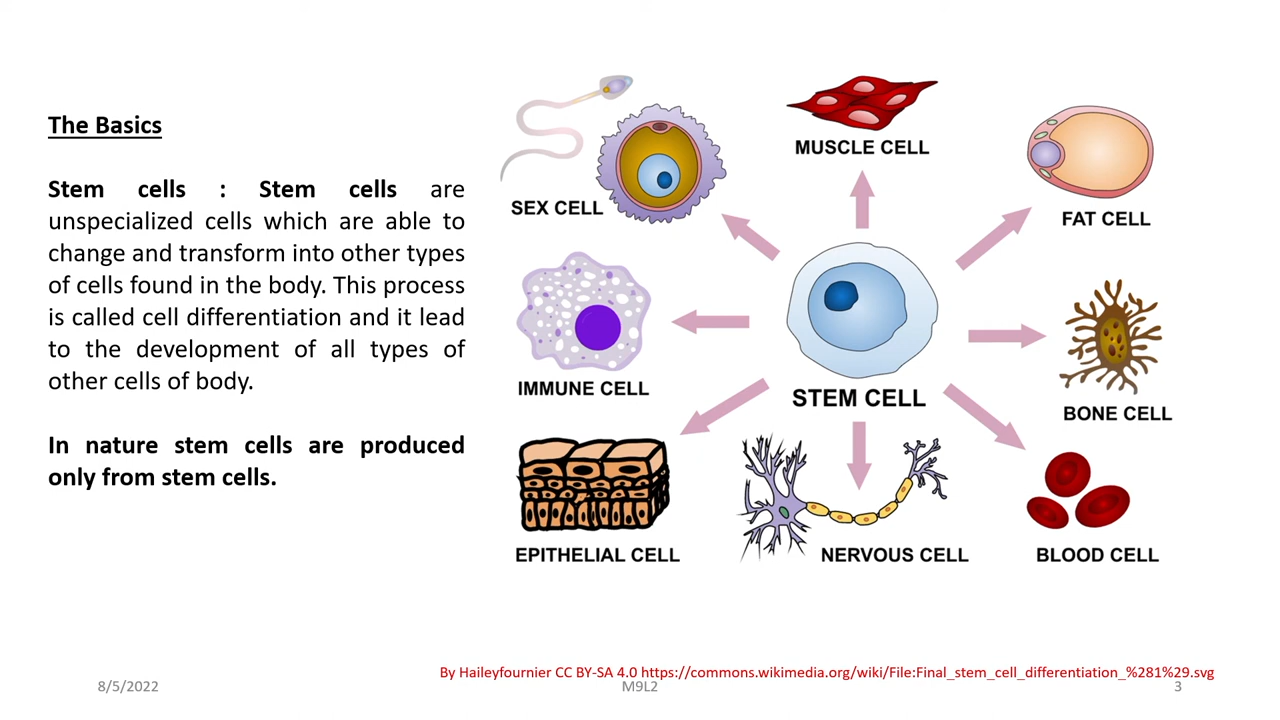 The Basics
Stem cells : Stem cells are
unspecialized cells which are able to
change and transform into other types
of cells found in the body. This process
is called cell differentiation and it lead
to the development of all types of
other cells of body.
In nature stem cells are produced
only from stem cells.
SEX CELL
MUSCLE CELL
FAT CELL
IMMUNE CELL
STEM CELL
BONE CELL
EPITHELIAL CELL
NERVOUS CELL
BLOOD CELL
By Haileyfournier CC BY-SA 4.0 https://commons.wikimedia.org/wiki/File:Final_stem_cell_differentiation_%281%29.svg
8/5/2022
M9L2
3